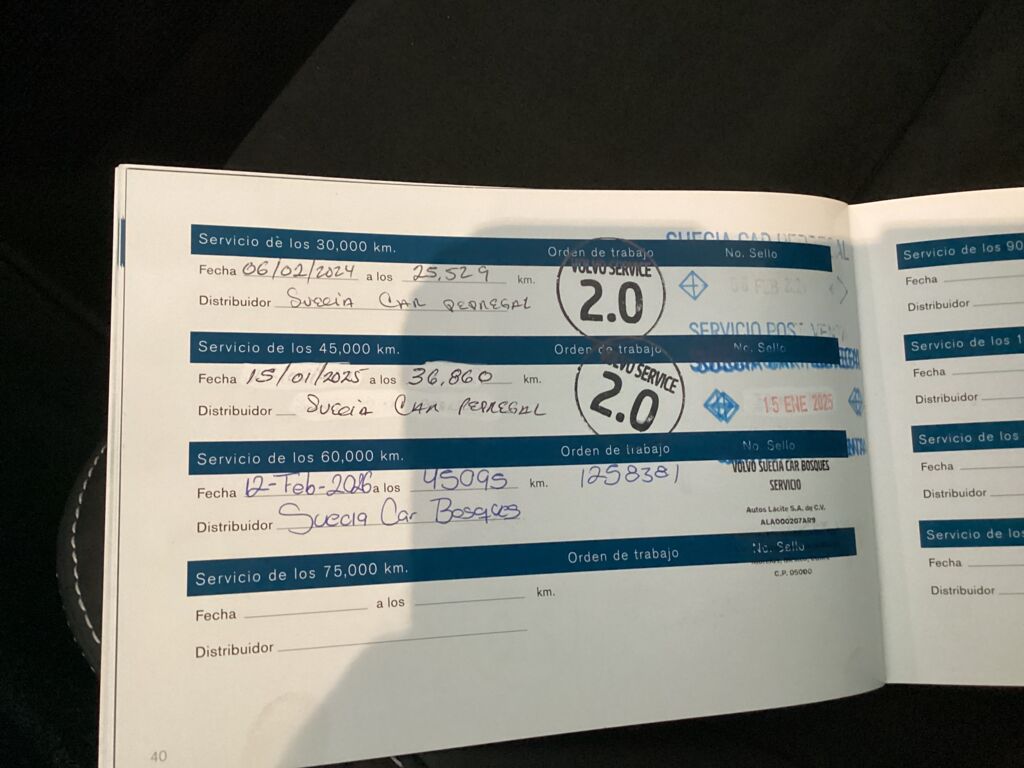 Servicio de los 30,000 km. Orden de trabajo No. Sello
SUECIA CAR PEDREGAL
Fecha 06/02/2024 a los 25,529 km.
VOLVO SERVICE 2.0
FEB
Distribuidor SUECIA CAR PEDREGAL
SERVICIO POST VENTA
Servicio de los 45,000 km. Orden de trabajo No. Sello
Fecha 15/01/2025 a los 36,860 km.
VOLVO SERVICE 2.0
15 ENE 2025
Distribuidor SUECIA CAR PEDREGAL
Servicio de los 60,000 km. Orden de trabajo No. Sello
Fecha 12-Feb-2026 a los 45095 km. 1258381
VOLVO SUECIA CAR BOSQUES
SERVICIO
Distribuidor Suecia Car Bosques
Autos Lácite S.A. de C.V.
ALA000207AR9
Servicio de los 75,000 km. Orden de trabajo No. Sello
C.P. 05000
Fecha a los km.
Distribuidor
40
Servicio de los 90
Fecha
Distribuidor
Servicio de los 1
Fecha
Distribuidor
Servicio de los
Fecha
Distribuidor
Servicio de los
Fecha
Distribuidor